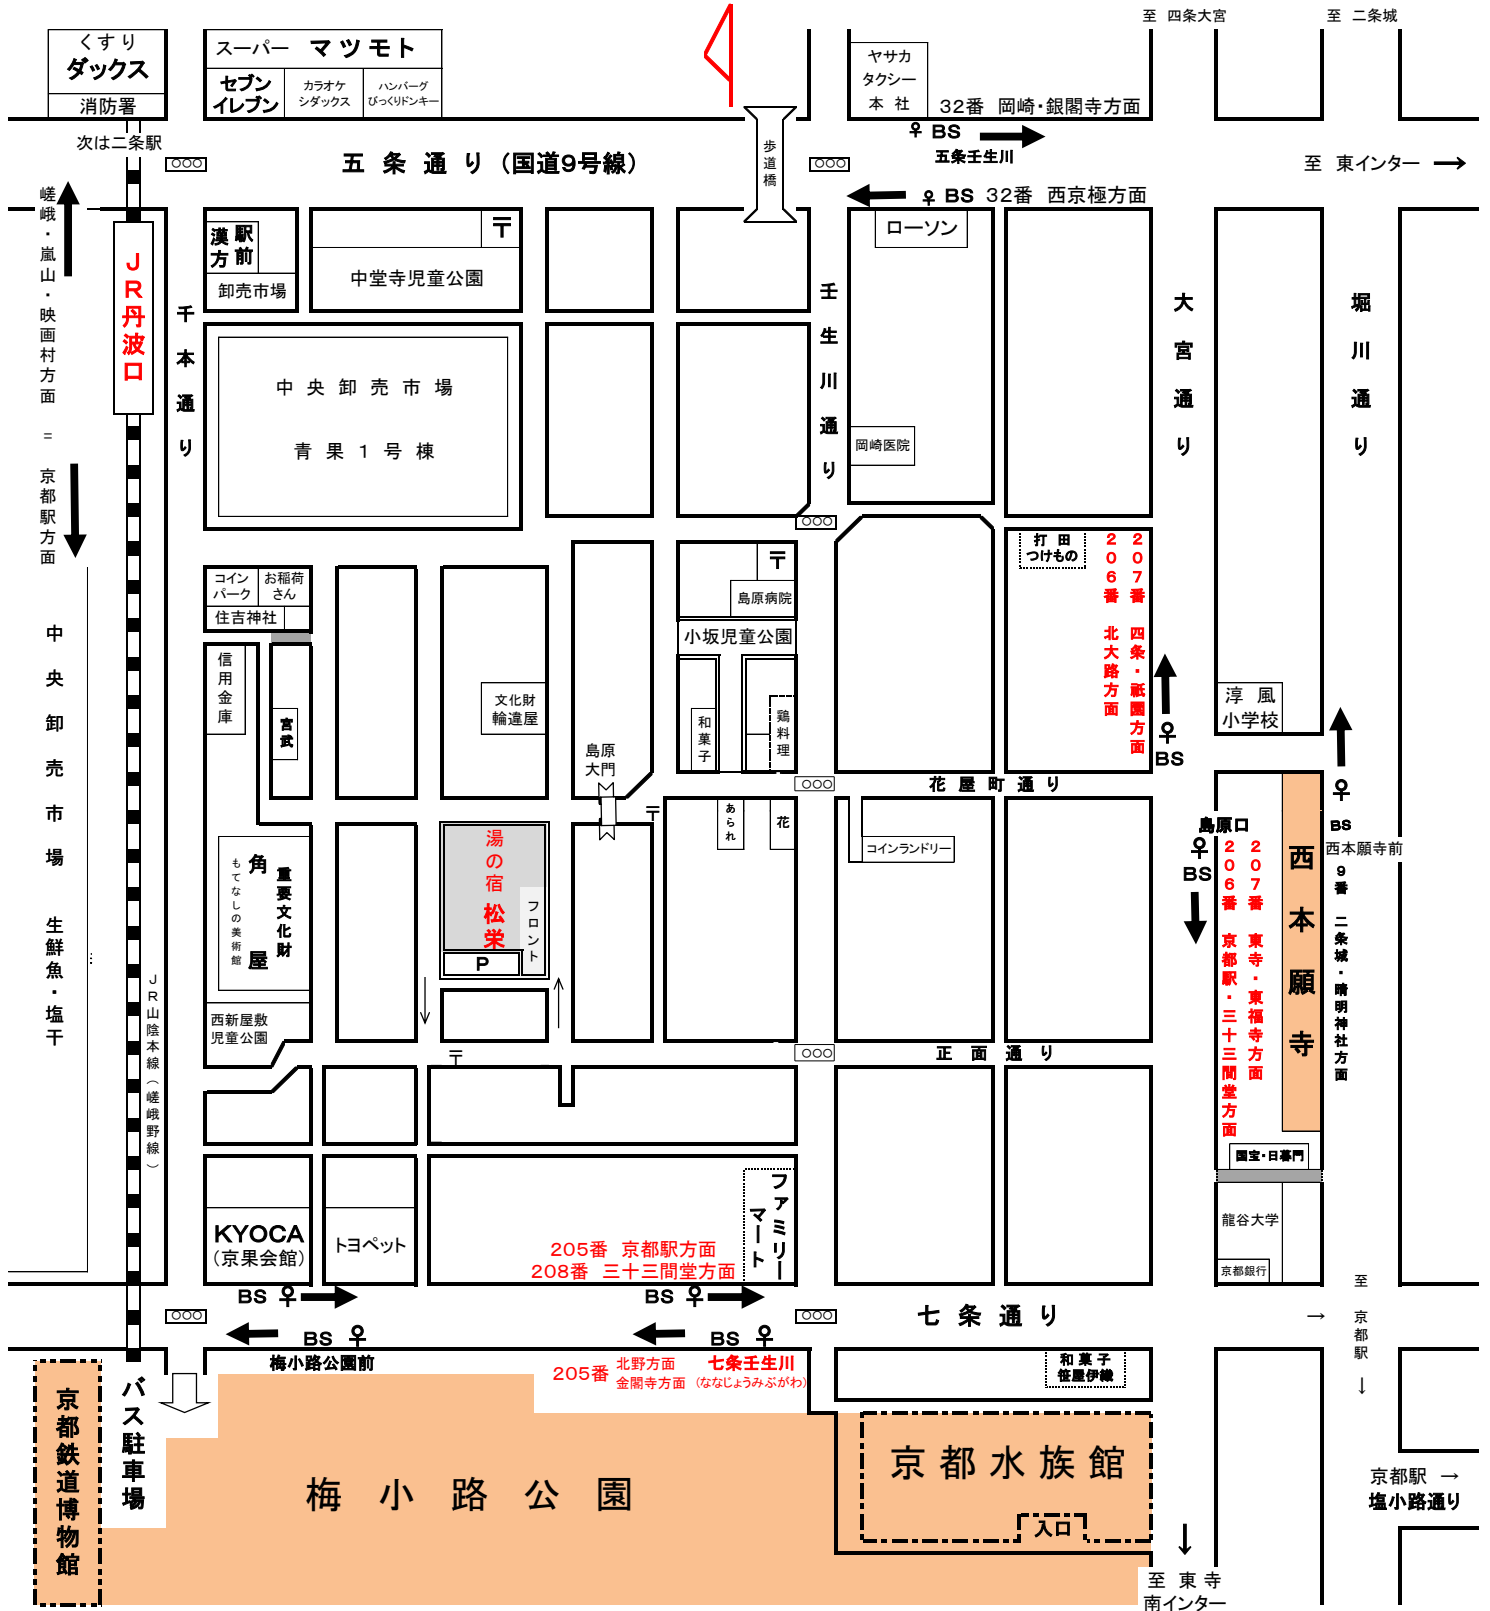 至 四条大宮
至 二条城
くすり
ダックス
消防署
スーパー マツモト
セブン
イレブン
カラオケ
シダックス
ハンバーグ
びっくりドンキー
ヤサカ
タクシー
本社
32番 岡崎・銀閣寺方面
BS
五条壬生川
次は二条駅
五条通り(国道9号線)
歩道橋
至 東インター →
BS 32番 西京極方面
嵯峨・嵐山・映画村方面 = 京都駅方面
JR丹波口
千本通り
漢方
駅前
卸売市場
〒
中堂寺児童公園
中央卸売市場
青果1号棟
壬生川通り
ローソン
岡崎医院
大宮通り
堀川通り
打田
つけもの
206番 北大路方面
207番 四条・祇園方面
BS
コイン
パーク
お稲荷
さん
住吉神社
信用金庫
宮武
文化財
輪違屋
島原
大門
〒
島原病院
小坂児童公園
和菓子
鶏料理
淳風
小学校
中央卸売市場 生鮮魚・塩干
花屋町通り
〒
あられ
花
コインランドリー
島原口
BS
206番 京都駅・三十三間堂方面
207番 東寺・東福寺方面
西本願寺
BS
西本願寺前
9番 二条城・晴明神社方面
もてなしの美術館
角屋
重要文化財
湯の宿
松栄
フロント
P
西新屋敷
児童公園
JR山陰本線(嵯峨野線)
〒
正面通り
国宝・日暮門
龍谷大学
京都銀行
KYOCA
(京果会館)
トヨペット
205番 京都駅方面
208番 三十三間堂方面
ファミリー
マート
BS
BS
七条通り
→
至 京都駅 →
BS
梅小路公園前
BS
205番
北野方面
金閣寺方面
七条壬生川
(ななじょうみぶがわ)
和菓子
笹屋伊織
京都鉄道博物館
バス駐車場
梅小路公園
京都水族館
入口
京都駅 →
塩小路通り
至 東寺
南インター